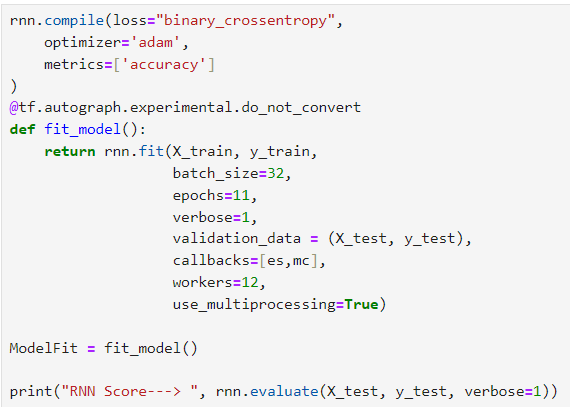 rnn.compile(loss="binary_crossentropy",
    optimizer='adam',
    metrics=['accuracy']
)
@tf.autograph.experimental.do_not_convert
def fit_model():
    return rnn.fit(X_train, y_train,
                   batch_size=32,
                   epochs=11,
                   verbose=1,
                   validation_data = (X_test, y_test),
                   callbacks=[es,mc],
                   workers=12,
                   use_multiprocessing=True)

ModelFit = fit_model()

print("RNN Score---> ", rnn.evaluate(X_test, y_test, verbose=1))